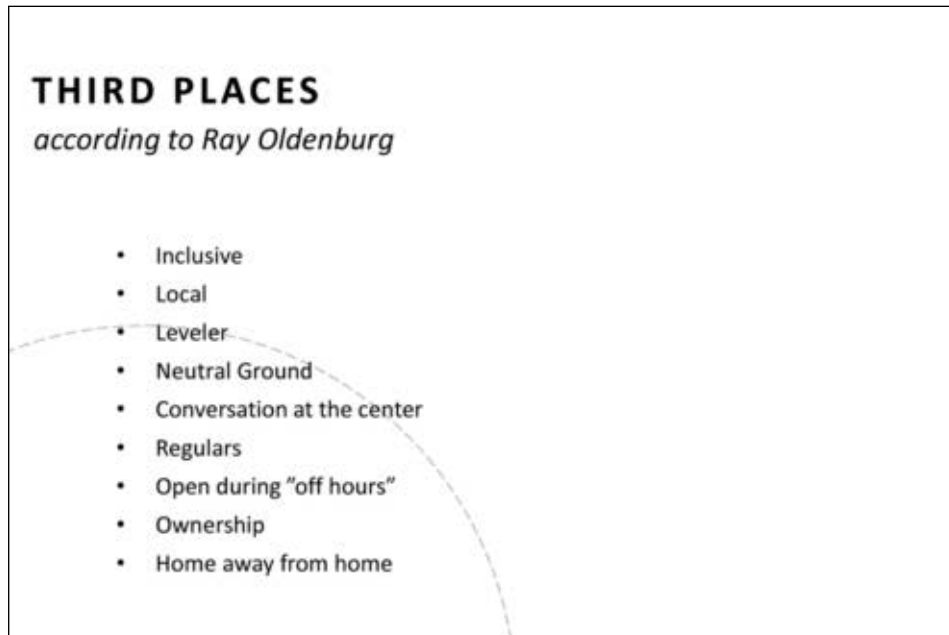 THIRD PLACES
according to Ray Oldenburg
• Inclusive
• Local
• Leveler
• Neutral Ground
• Conversation at the center
• Regulars
• Open during ”off hours”
• Ownership
• Home away from home